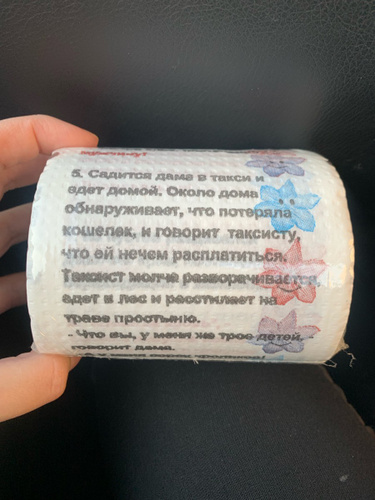 5. Садится дама в такси и
едет домой. Около дома
обнаруживает, что потеряла
кошелек, и говорит таксисту,
что ей нечем расплатиться.
Таксист молча разворачивается,
едет в лес и расстилает на
траве простыню.
- Что вы, у меня же трое детей,
говорит дама.